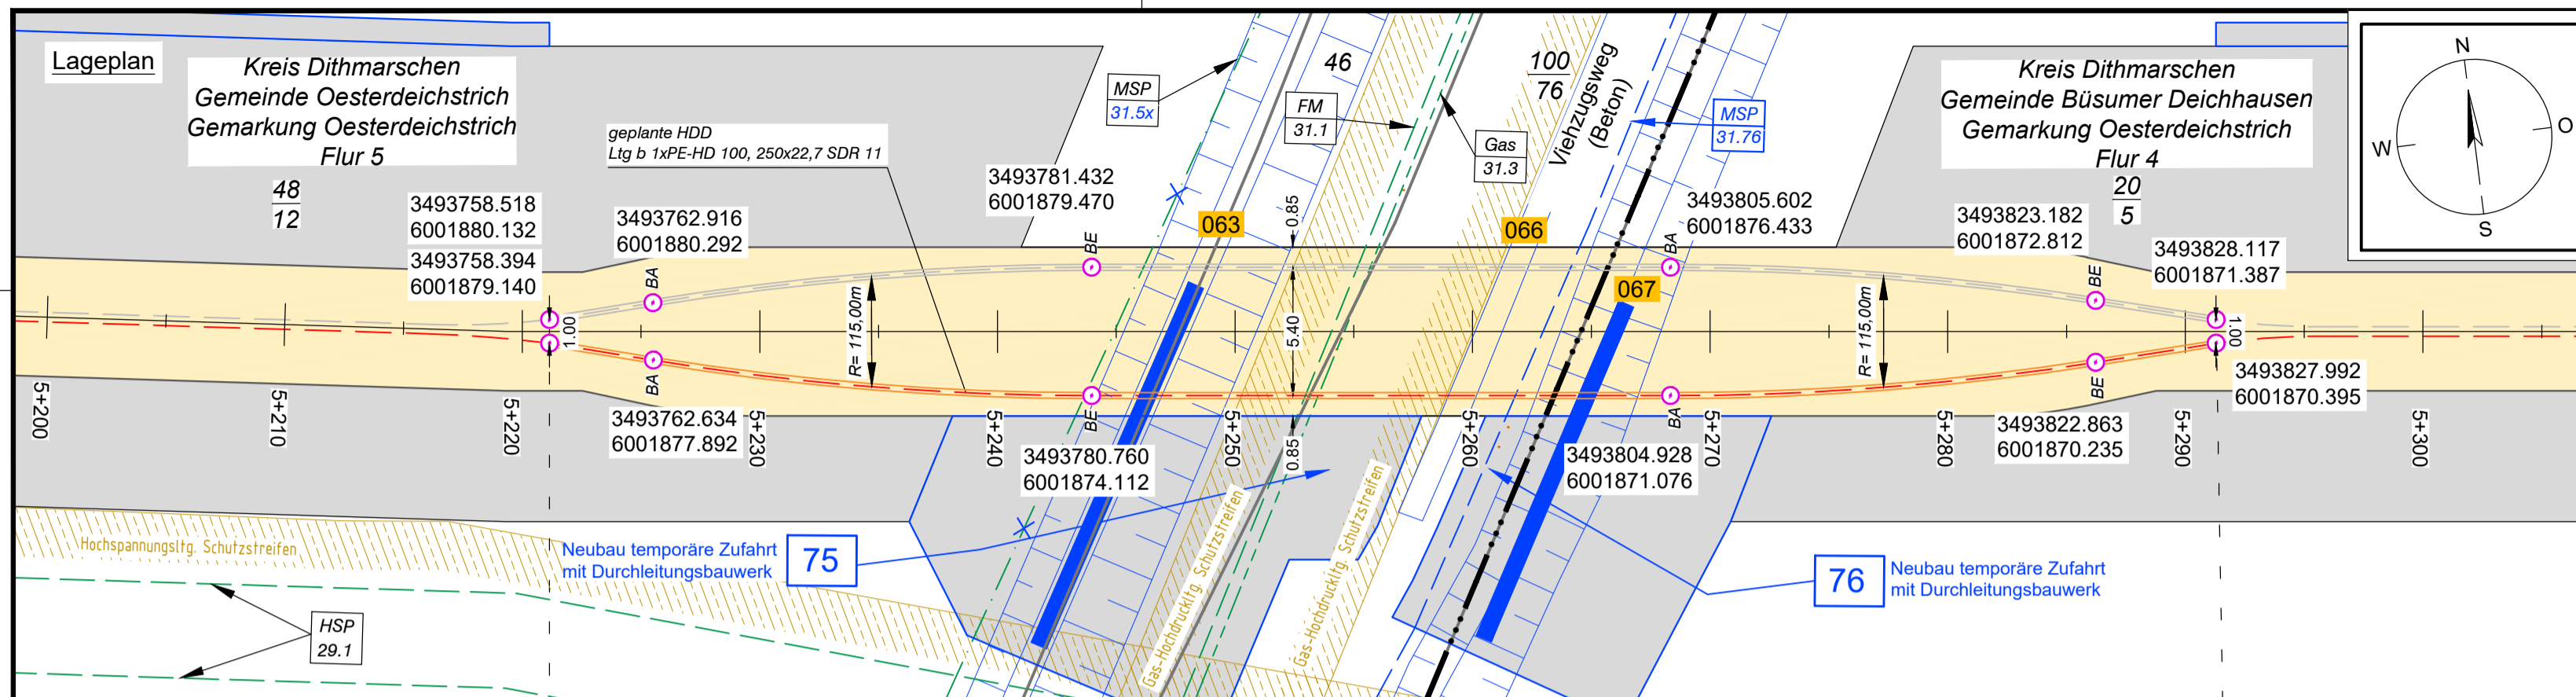 Lageplan
Kreis Dithmarschen
Gemeinde Oesterdeichstrich
Gemarkung Oesterdeichstrich
Flur 5
48
12
geplante HDD
Ltg b 1xPE-HD 100, 250x22,7 SDR 11
3493758.518
6001880.132
3493758.394
6001879.140
3493762.916
6001880.292
3493781.432
6001879.470
MSP
31.5x
FM
31.1
46
Gas
31.3
100
76
Viehzugsweg
(Beton)
MSP
31.76
Kreis Dithmarschen
Gemeinde Büsumer Deichhausen
Gemarkung Oesterdeichstrich
Flur 4
20
5
N
O
S
W
063
066
067
0.85
3493805.602
6001876.433
3493823.182
6001872.812
3493828.117
6001871.387
BA
BE
BA
BE
1.00
R= 115,00m
5.40
R= 115,00m
1.00
BA
BE
BA
BE
5+200
5+210
5+220
5+230
5+240
5+250
5+260
5+270
5+280
5+290
5+300
3493762.634
6001877.892
3493780.760
6001874.112
0.85
3493804.928
6001871.076
3493822.863
6001870.235
3493827.992
6001870.395
Hochspannungsltg. Schutzstreifen
Neubau temporäre Zufahrt
mit Durchleitungsbauwerk
75
Gas-Hochdruckltg. Schutzstreifen
Gas-Hochdruckltg. Schutzstreifen
76
Neubau temporäre Zufahrt
mit Durchleitungsbauwerk
HSP
29.1